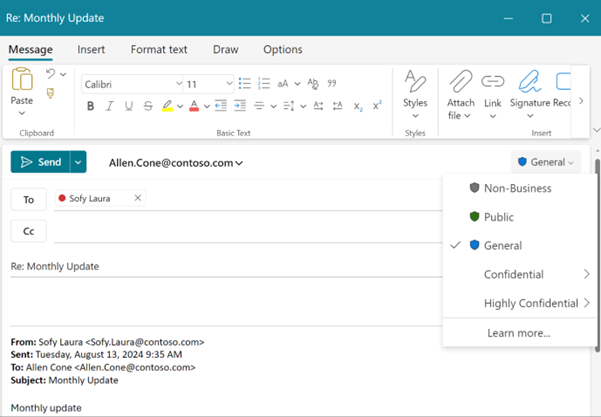 Re: Monthly Update
Message Insert Format text Draw Options
Paste
Calibri 11
B I U S A
Styles
Attach file
Link
Signature
Reco
Clipboard Basic Text Styles Insert
Send Allen.Cone@contoso.com General
To Sofy Laura
Cc
Non-Business
Public
General
Confidential
Highly Confidential
Learn more...
Re: Monthly Update
From: Sofy Laura <Sofy.Laura@contoso.com>
Sent: Tuesday, August 13, 2024 9:35 AM
To: Allen Cone <Allen.Cone@contoso.com>
Subject: Monthly Update
Monthly update